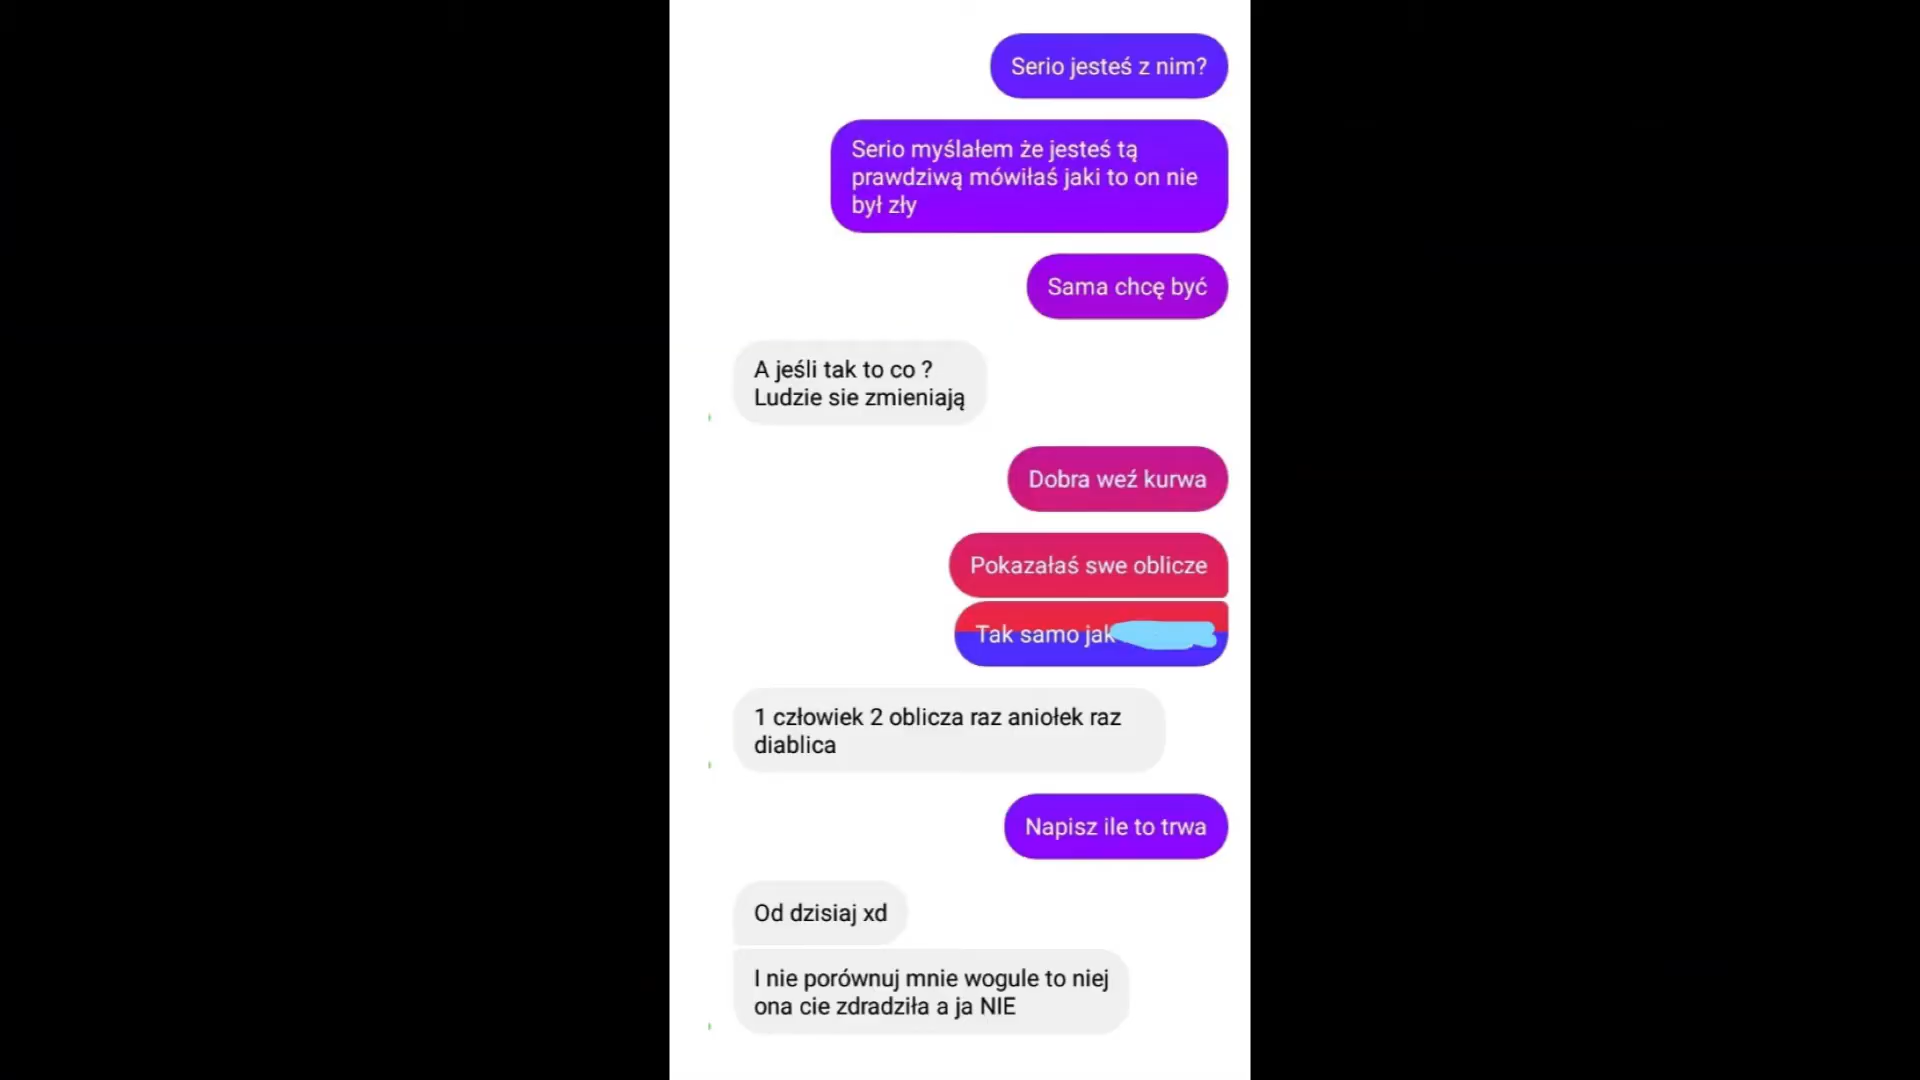 Serio jesteś z nim?
Serio myślałem że jesteś tą
prawdziwą mówiłaś jaki to on nie
był zły
Sama chcę być
A jeśli tak to co ?
Ludzie sie zmieniają
Dobra weź kurwa
Pokazałaś swe oblicze
Tak samo jak
1 człowiek 2 oblicza raz aniołek raz
diablica
Napisz ile to trwa
Od dzisiaj xd
I nie porównuj mnie wogule to niej
ona cie zdradziła a ja NIE